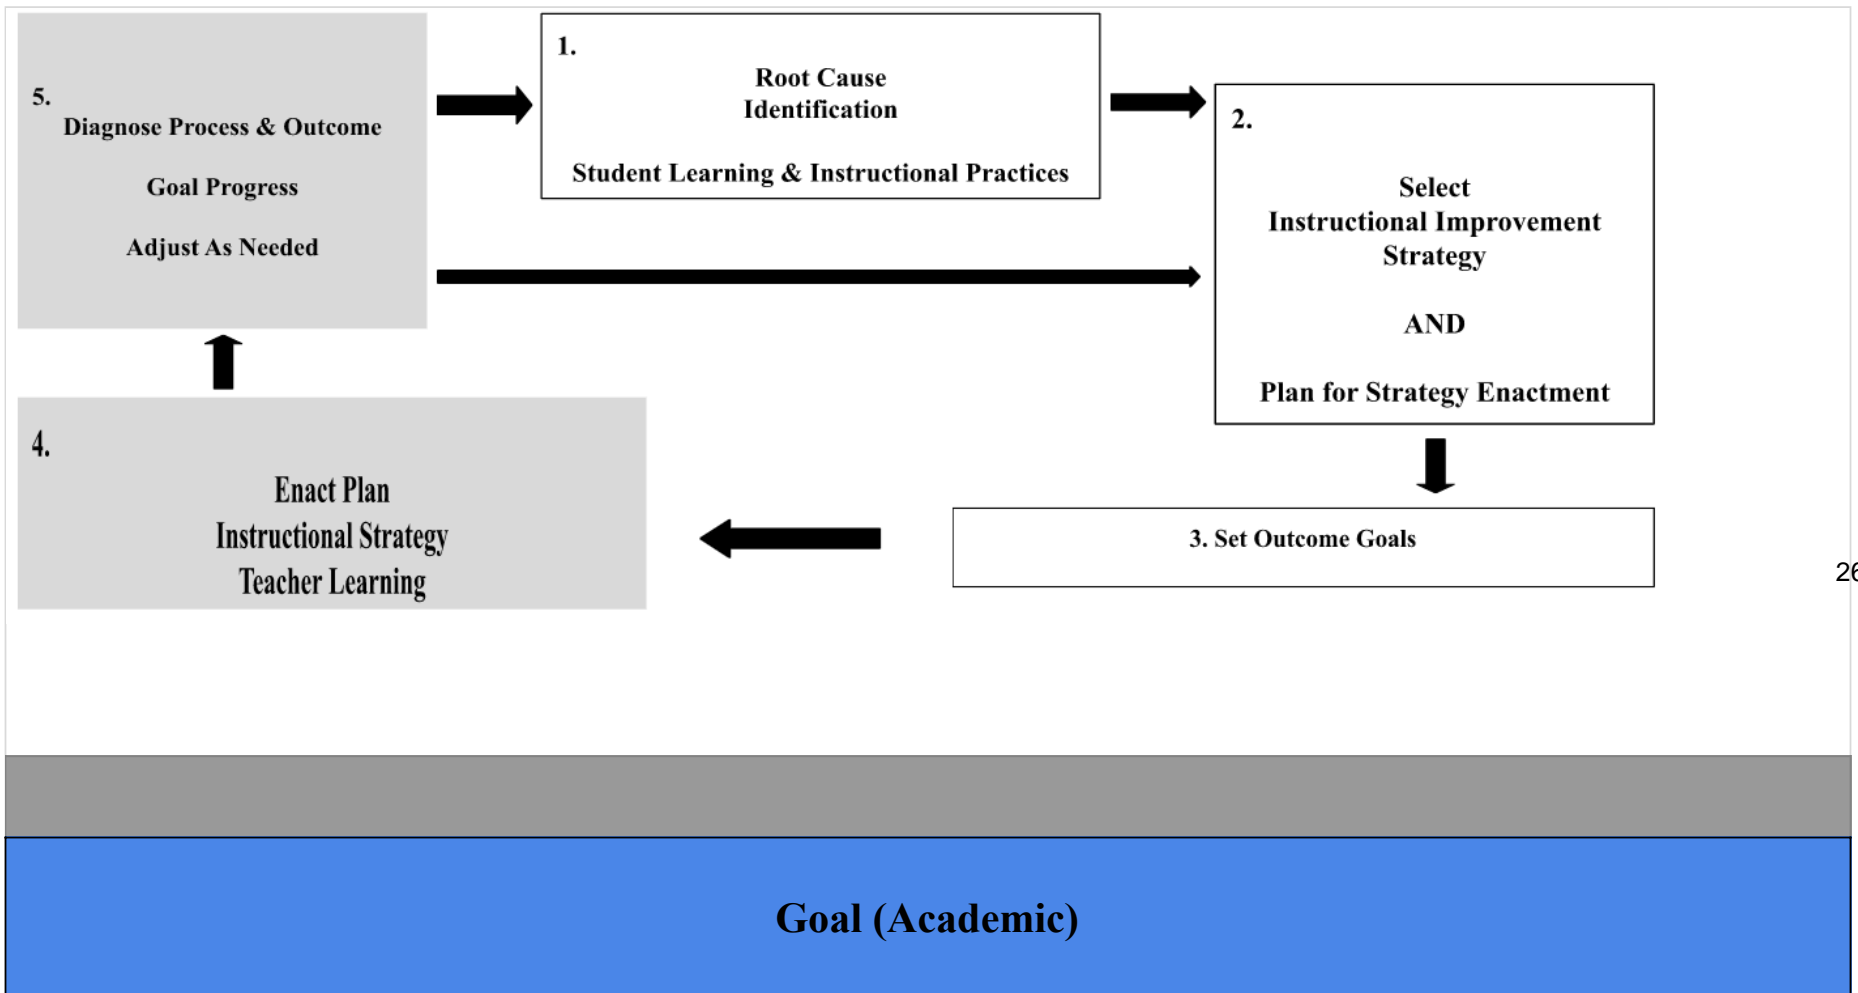 5.
Diagnose Process & Outcome
Goal Progress
Adjust As Needed
1.
Root Cause
Identification
Student Learning & Instructional Practices
2.
Select
Instructional Improvement
Strategy
AND
Plan for Strategy Enactment
3. Set Outcome Goals
4.
Enact Plan
Instructional Strategy
Teacher Learning
26
Goal (Academic)